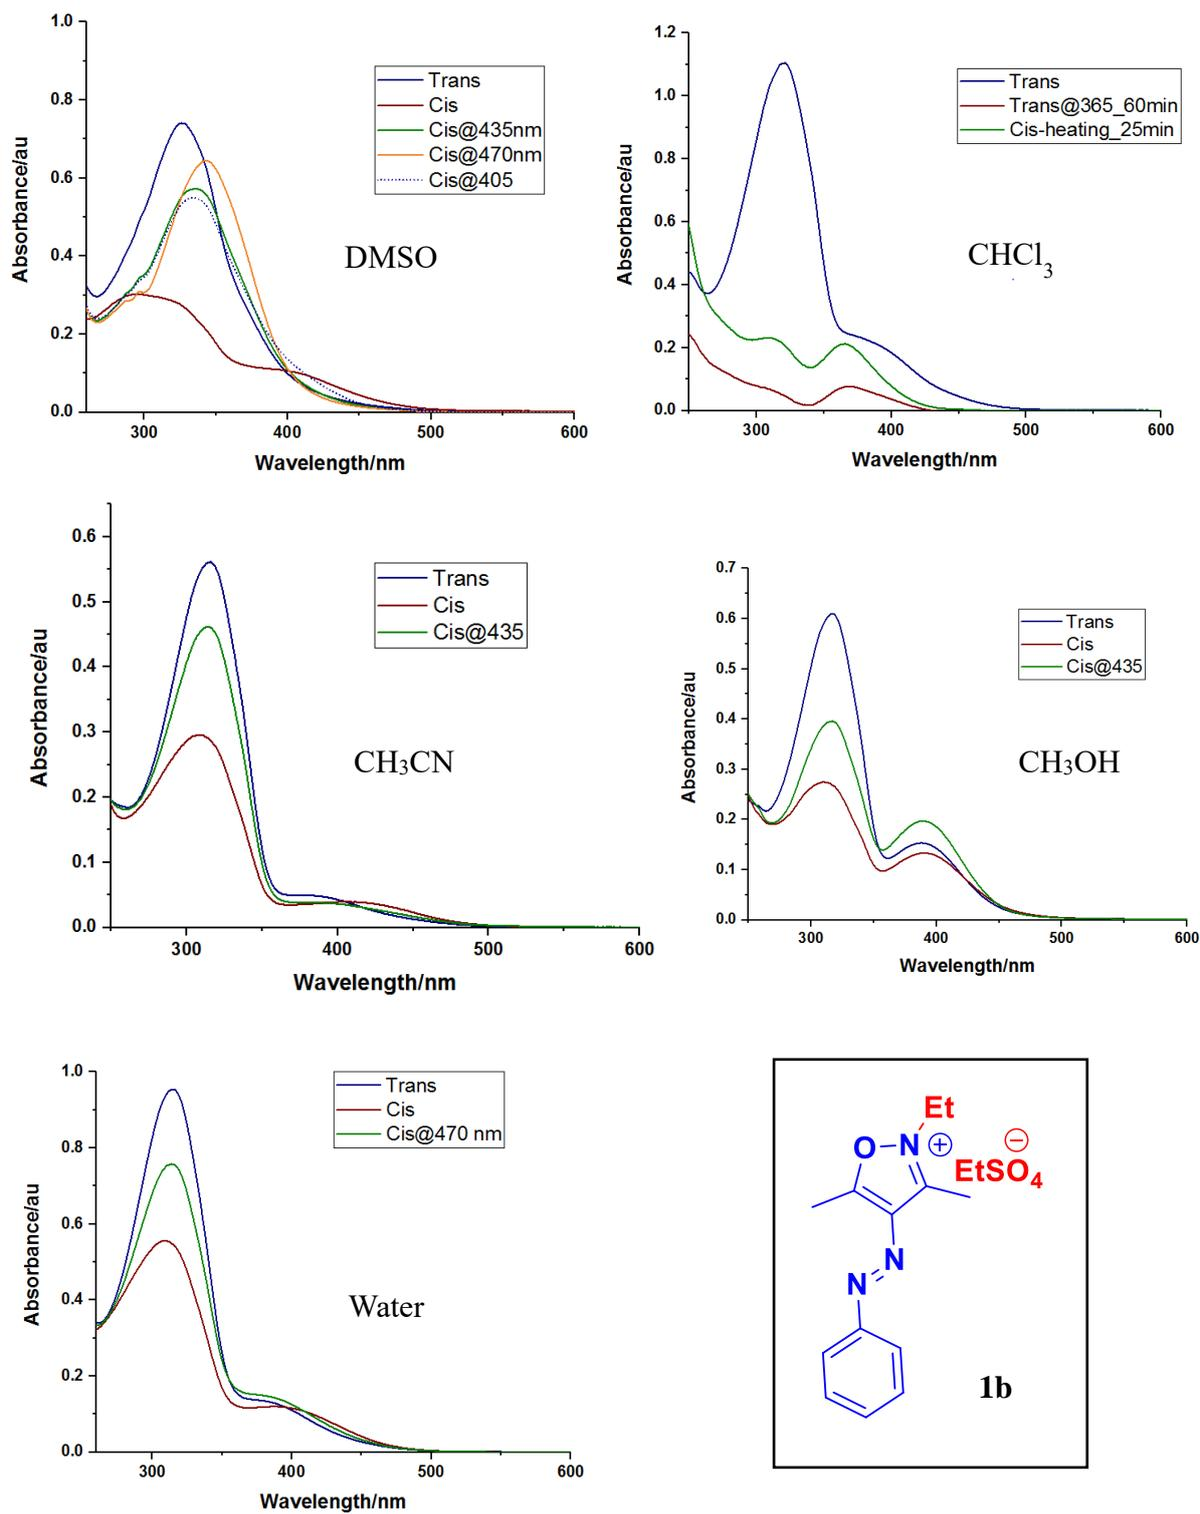 1.0
0.8
0.6
0.4
0.2
0.0
300
400
500
600
Absorbance/au
Wavelength/nm
Trans
Cis
Cis@435nm
Cis@470nm
Cis@405
DMSO
1.2
1.0
0.8
0.6
0.4
0.2
0.0
300
400
500
600
Absorbance/au
Wavelength/nm
Trans
Trans@365_60min
Cis-heating_25min
CHCl3
0.6
0.5
0.4
0.3
0.2
0.1
0.0
300
400
500
600
Absorbance/au
Wavelength/nm
Trans
Cis
Cis@435
CH3CN
0.7
0.6
0.5
0.4
0.3
0.2
0.1
0.0
300
400
500
600
Absorbance/au
Wavelength/nm
Trans
Cis
Cis@435
CH3OH
1.0
0.8
0.6
0.4
0.2
0.0
300
400
500
600
Absorbance/au
Wavelength/nm
Trans
Cis
Cis@470 nm
Water
Et
O N ⊕
⊖
EtSO4
N
N
1b